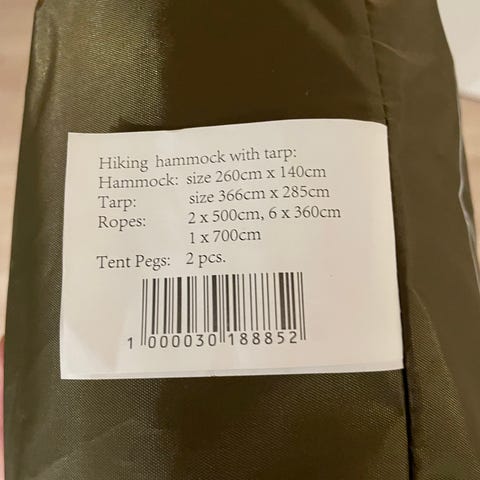 Hiking hammock with tarp:
Hammock: size 260cm x 140cm
Tarp: size 366cm x 285cm
Ropes: 2 x 500cm, 6 x 360cm
1 x 700cm
Tent Pegs: 2 pcs.
1 000030 188852